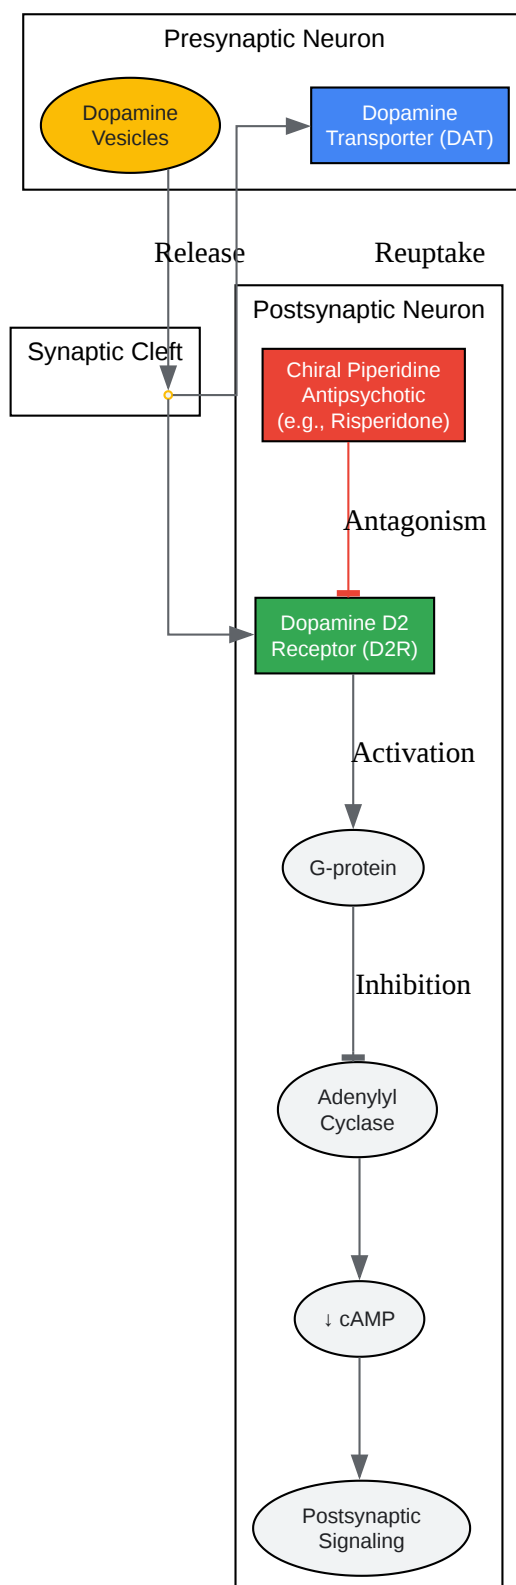 Presynaptic Neuron
Dopamine
Vesicles
Dopamine
Transporter (DAT)
Release
Reuptake
Postsynaptic Neuron
Synaptic Cleft
Chiral Piperidine
Antipsychotic
(e.g., Risperidone)
Antagonism
Dopamine D2
Receptor (D2R)
Activation
G-protein
Inhibition
Adenylyl
Cyclase
↓ cAMP
Postsynaptic
Signaling